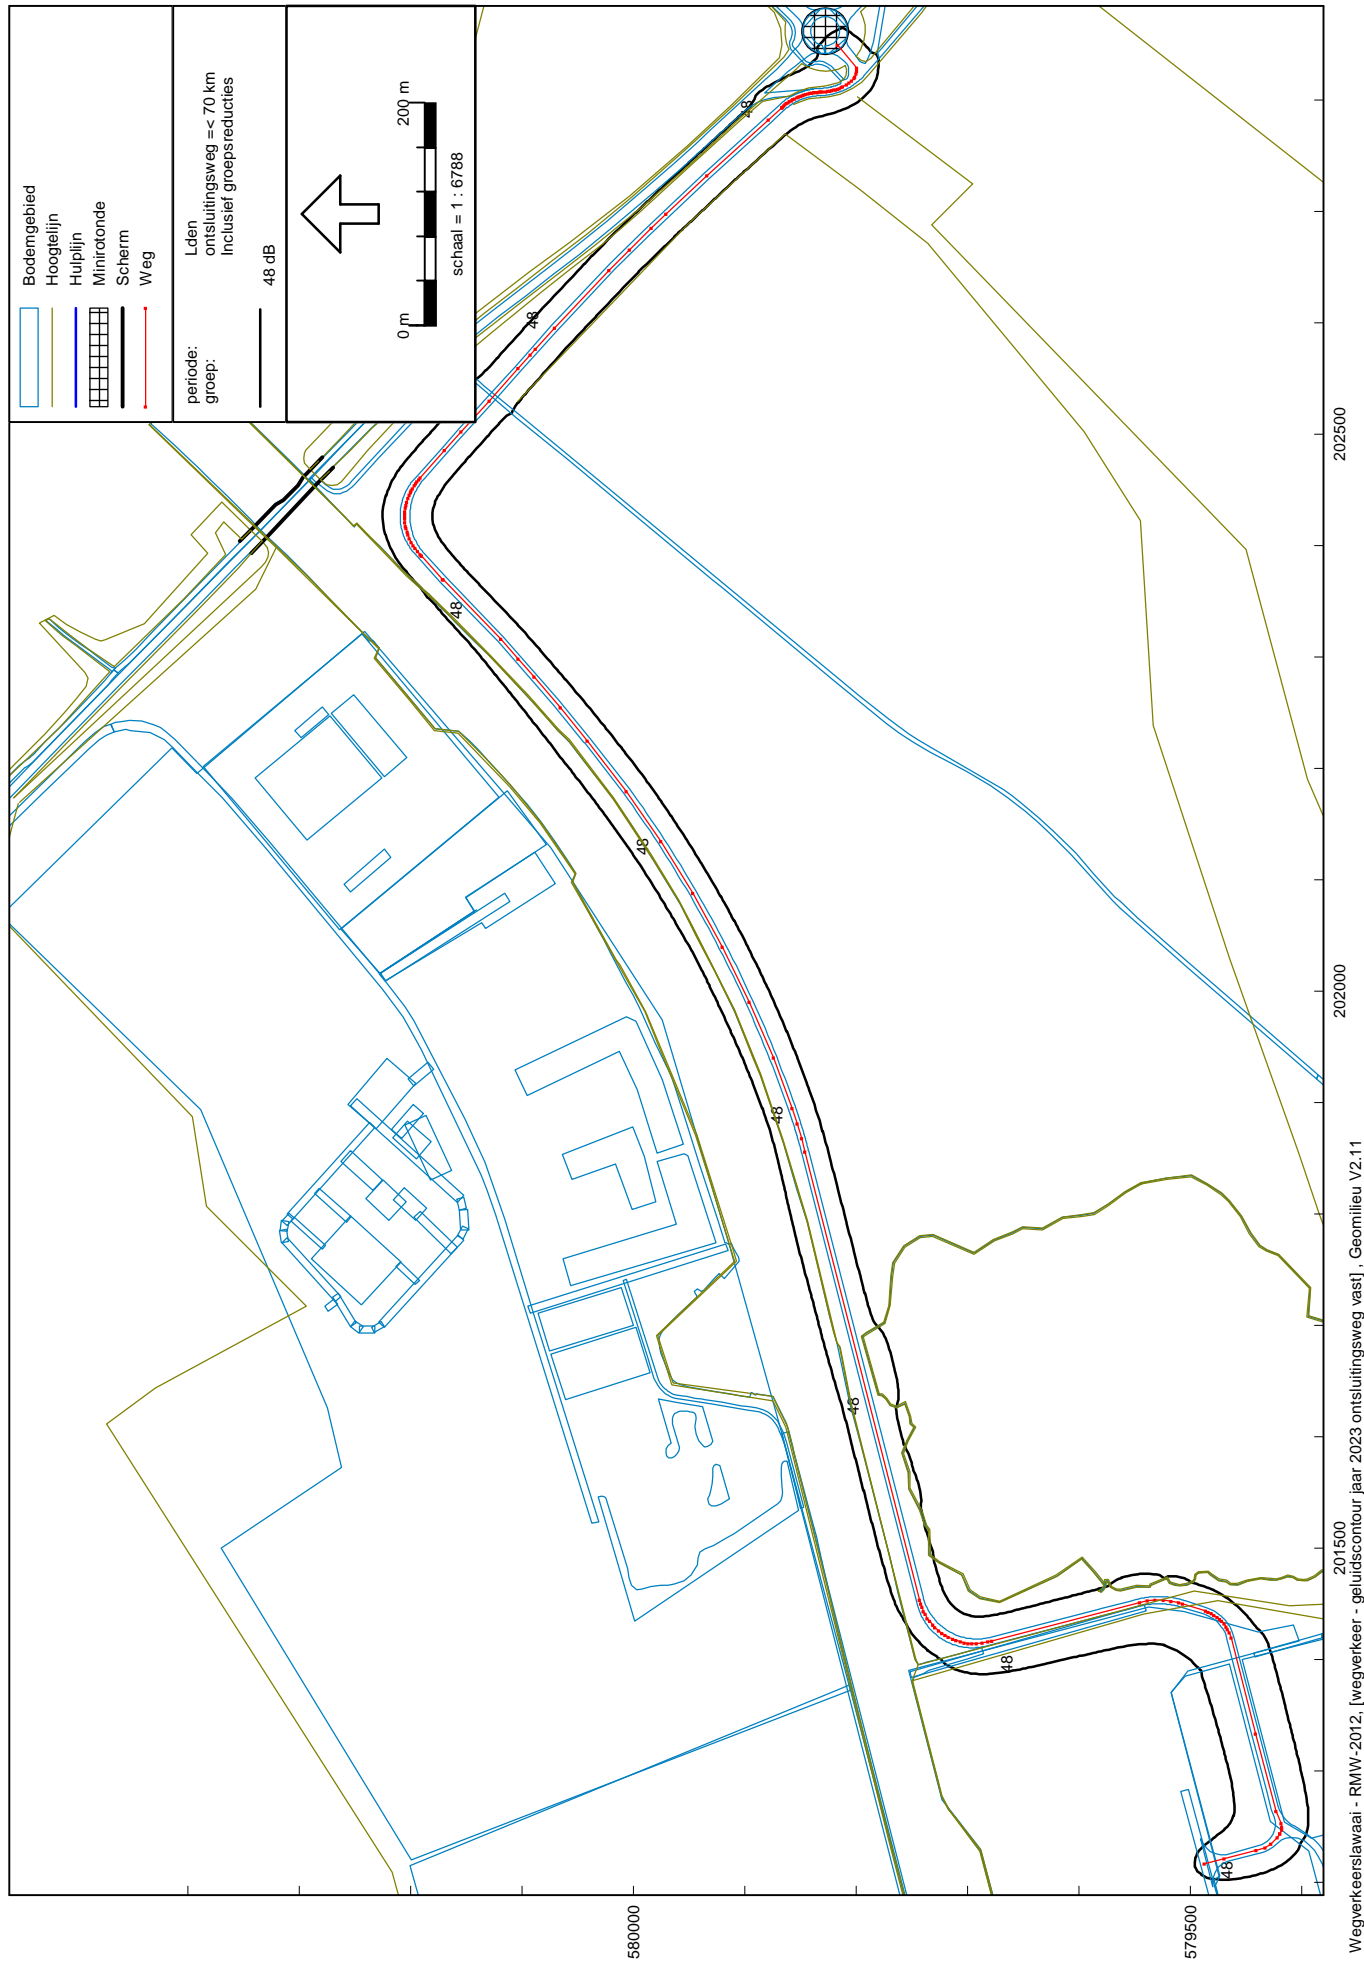 Bodemgebied
Hoogtelijn
Hulplijn
Minirotonde
Scherm
Weg
periode: Lden
groep: ontsluitingsweg =< 70 km
Inclusief groepsreducties
48 dB
0 m 200 m
schaal = 1 : 6788
48
48
48
48
48
48
48
48
580000
579500
201500
202000
202500
Wegverkeerslawaai - RMW-2012, [wegverkeer - geluidscontour jaar 2023 ontsluitingsweg vast] , Geomilieu V2.11